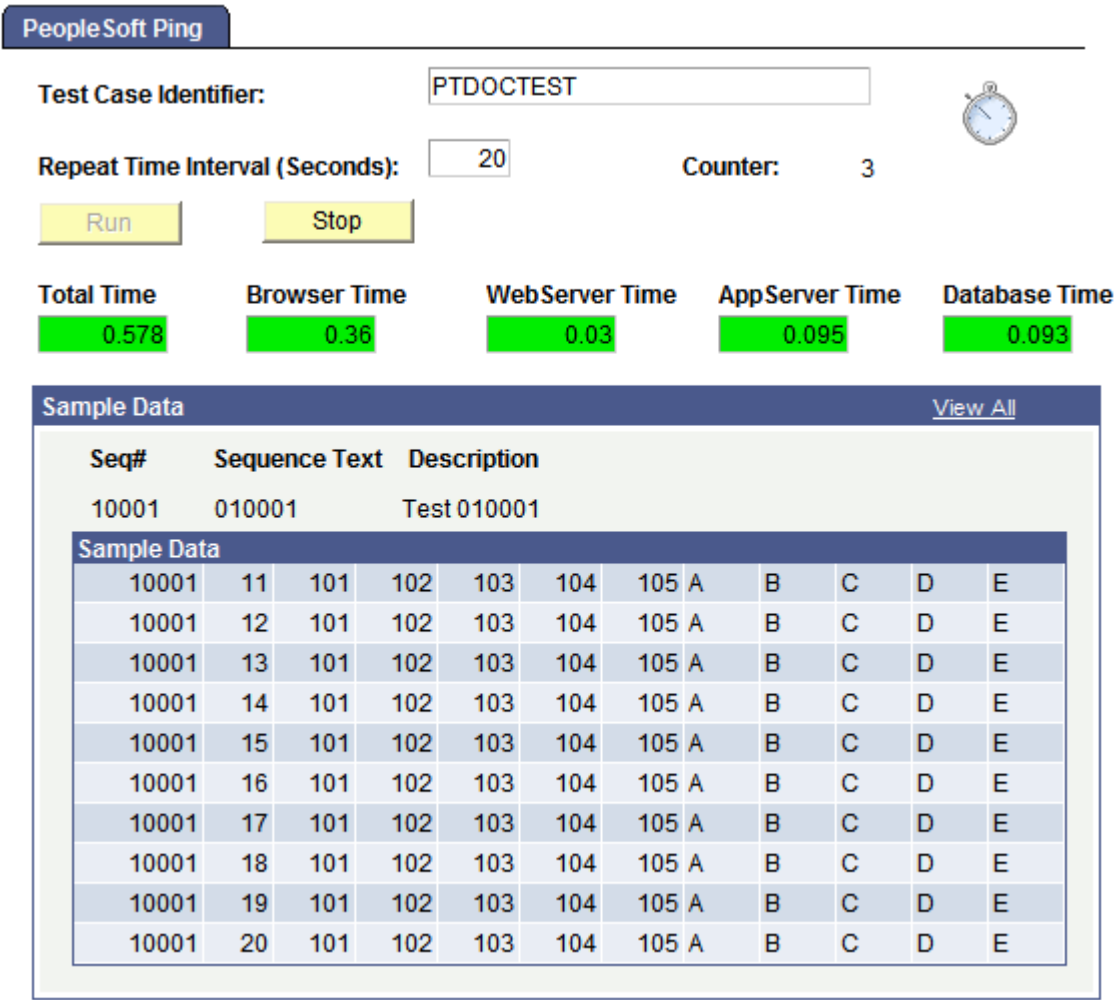 PeopleSoft Ping
Test Case Identifier: PTDOCTEST
Repeat Time Interval (Seconds): 20 Counter: 3
Run Stop
Total Time Browser Time WebServer Time AppServer Time Database Time
0.578 0.36 0.03 0.095 0.093
Sample Data View All
Seq# Sequence Text Description
10001 010001 Test 010001
Sample Data
10001 11 101 102 103 104 105 A B C D E
10001 12 101 102 103 104 105 A B C D E
10001 13 101 102 103 104 105 A B C D E
10001 14 101 102 103 104 105 A B C D E
10001 15 101 102 103 104 105 A B C D E
10001 16 101 102 103 104 105 A B C D E
10001 17 101 102 103 104 105 A B C D E
10001 18 101 102 103 104 105 A B C D E
10001 19 101 102 103 104 105 A B C D E
10001 20 101 102 103 104 105 A B C D E